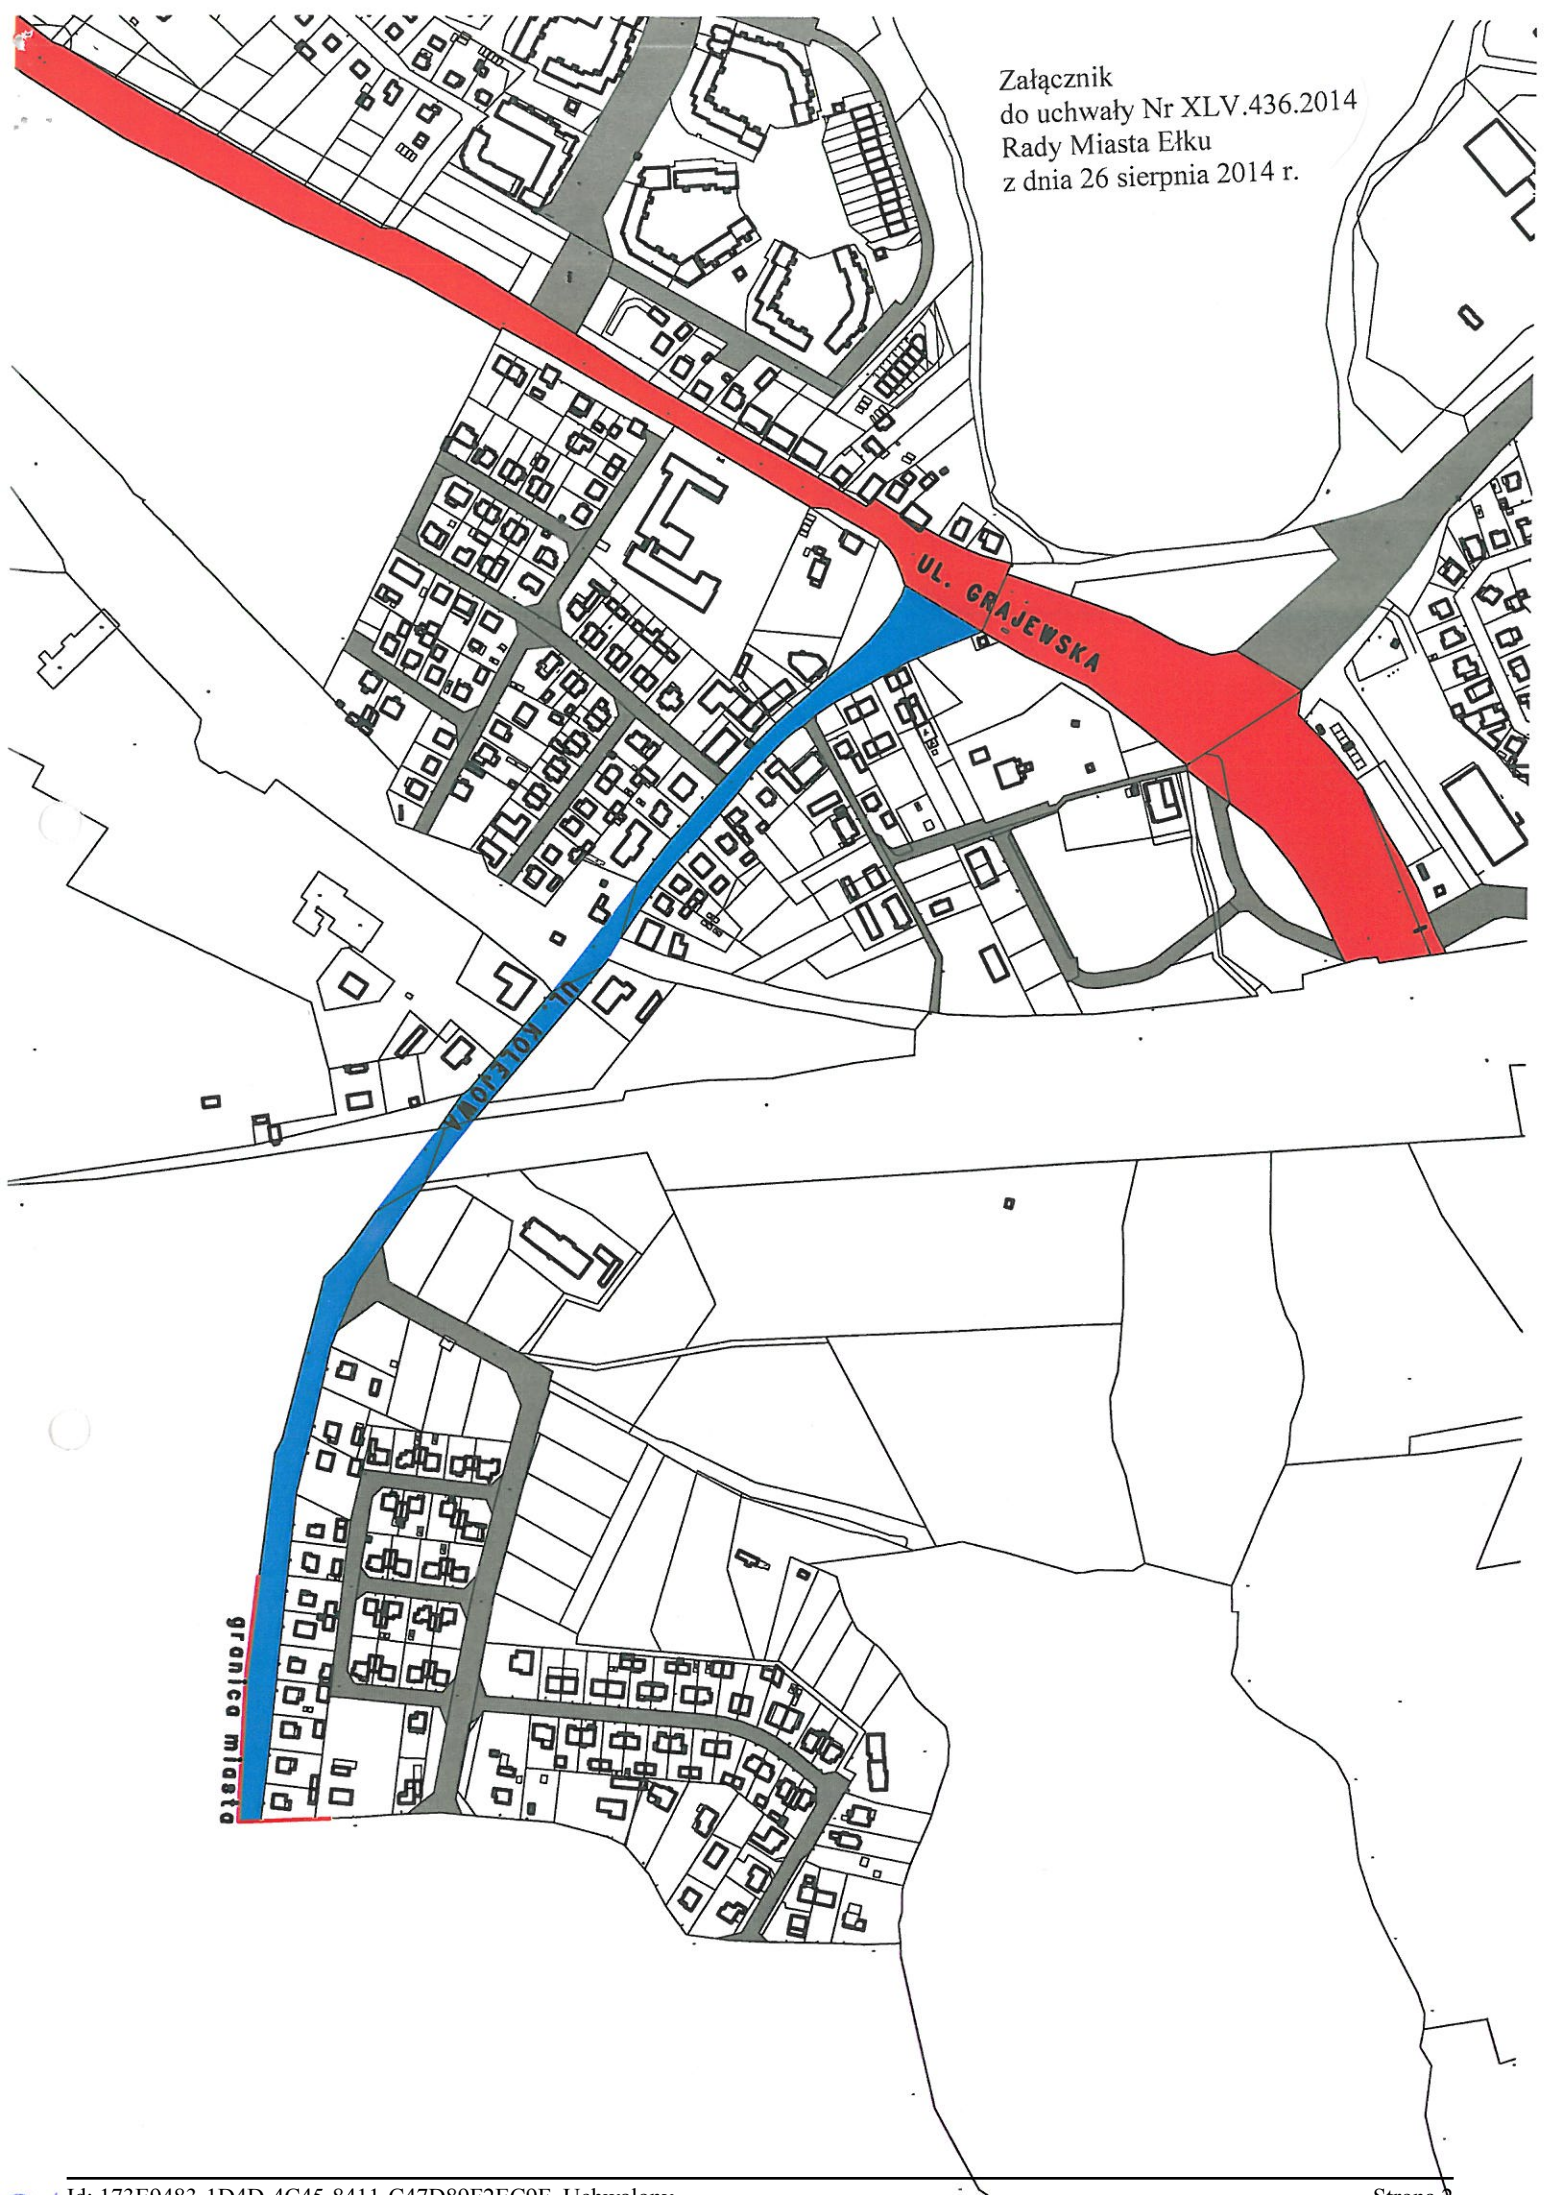 Załącznik
do uchwały Nr XLV.436.2014
Rady Miasta Ełku
z dnia 26 sierpnia 2014 r.
UL. GRAJEWSKA
UL KOLEJOWA
granica miasta